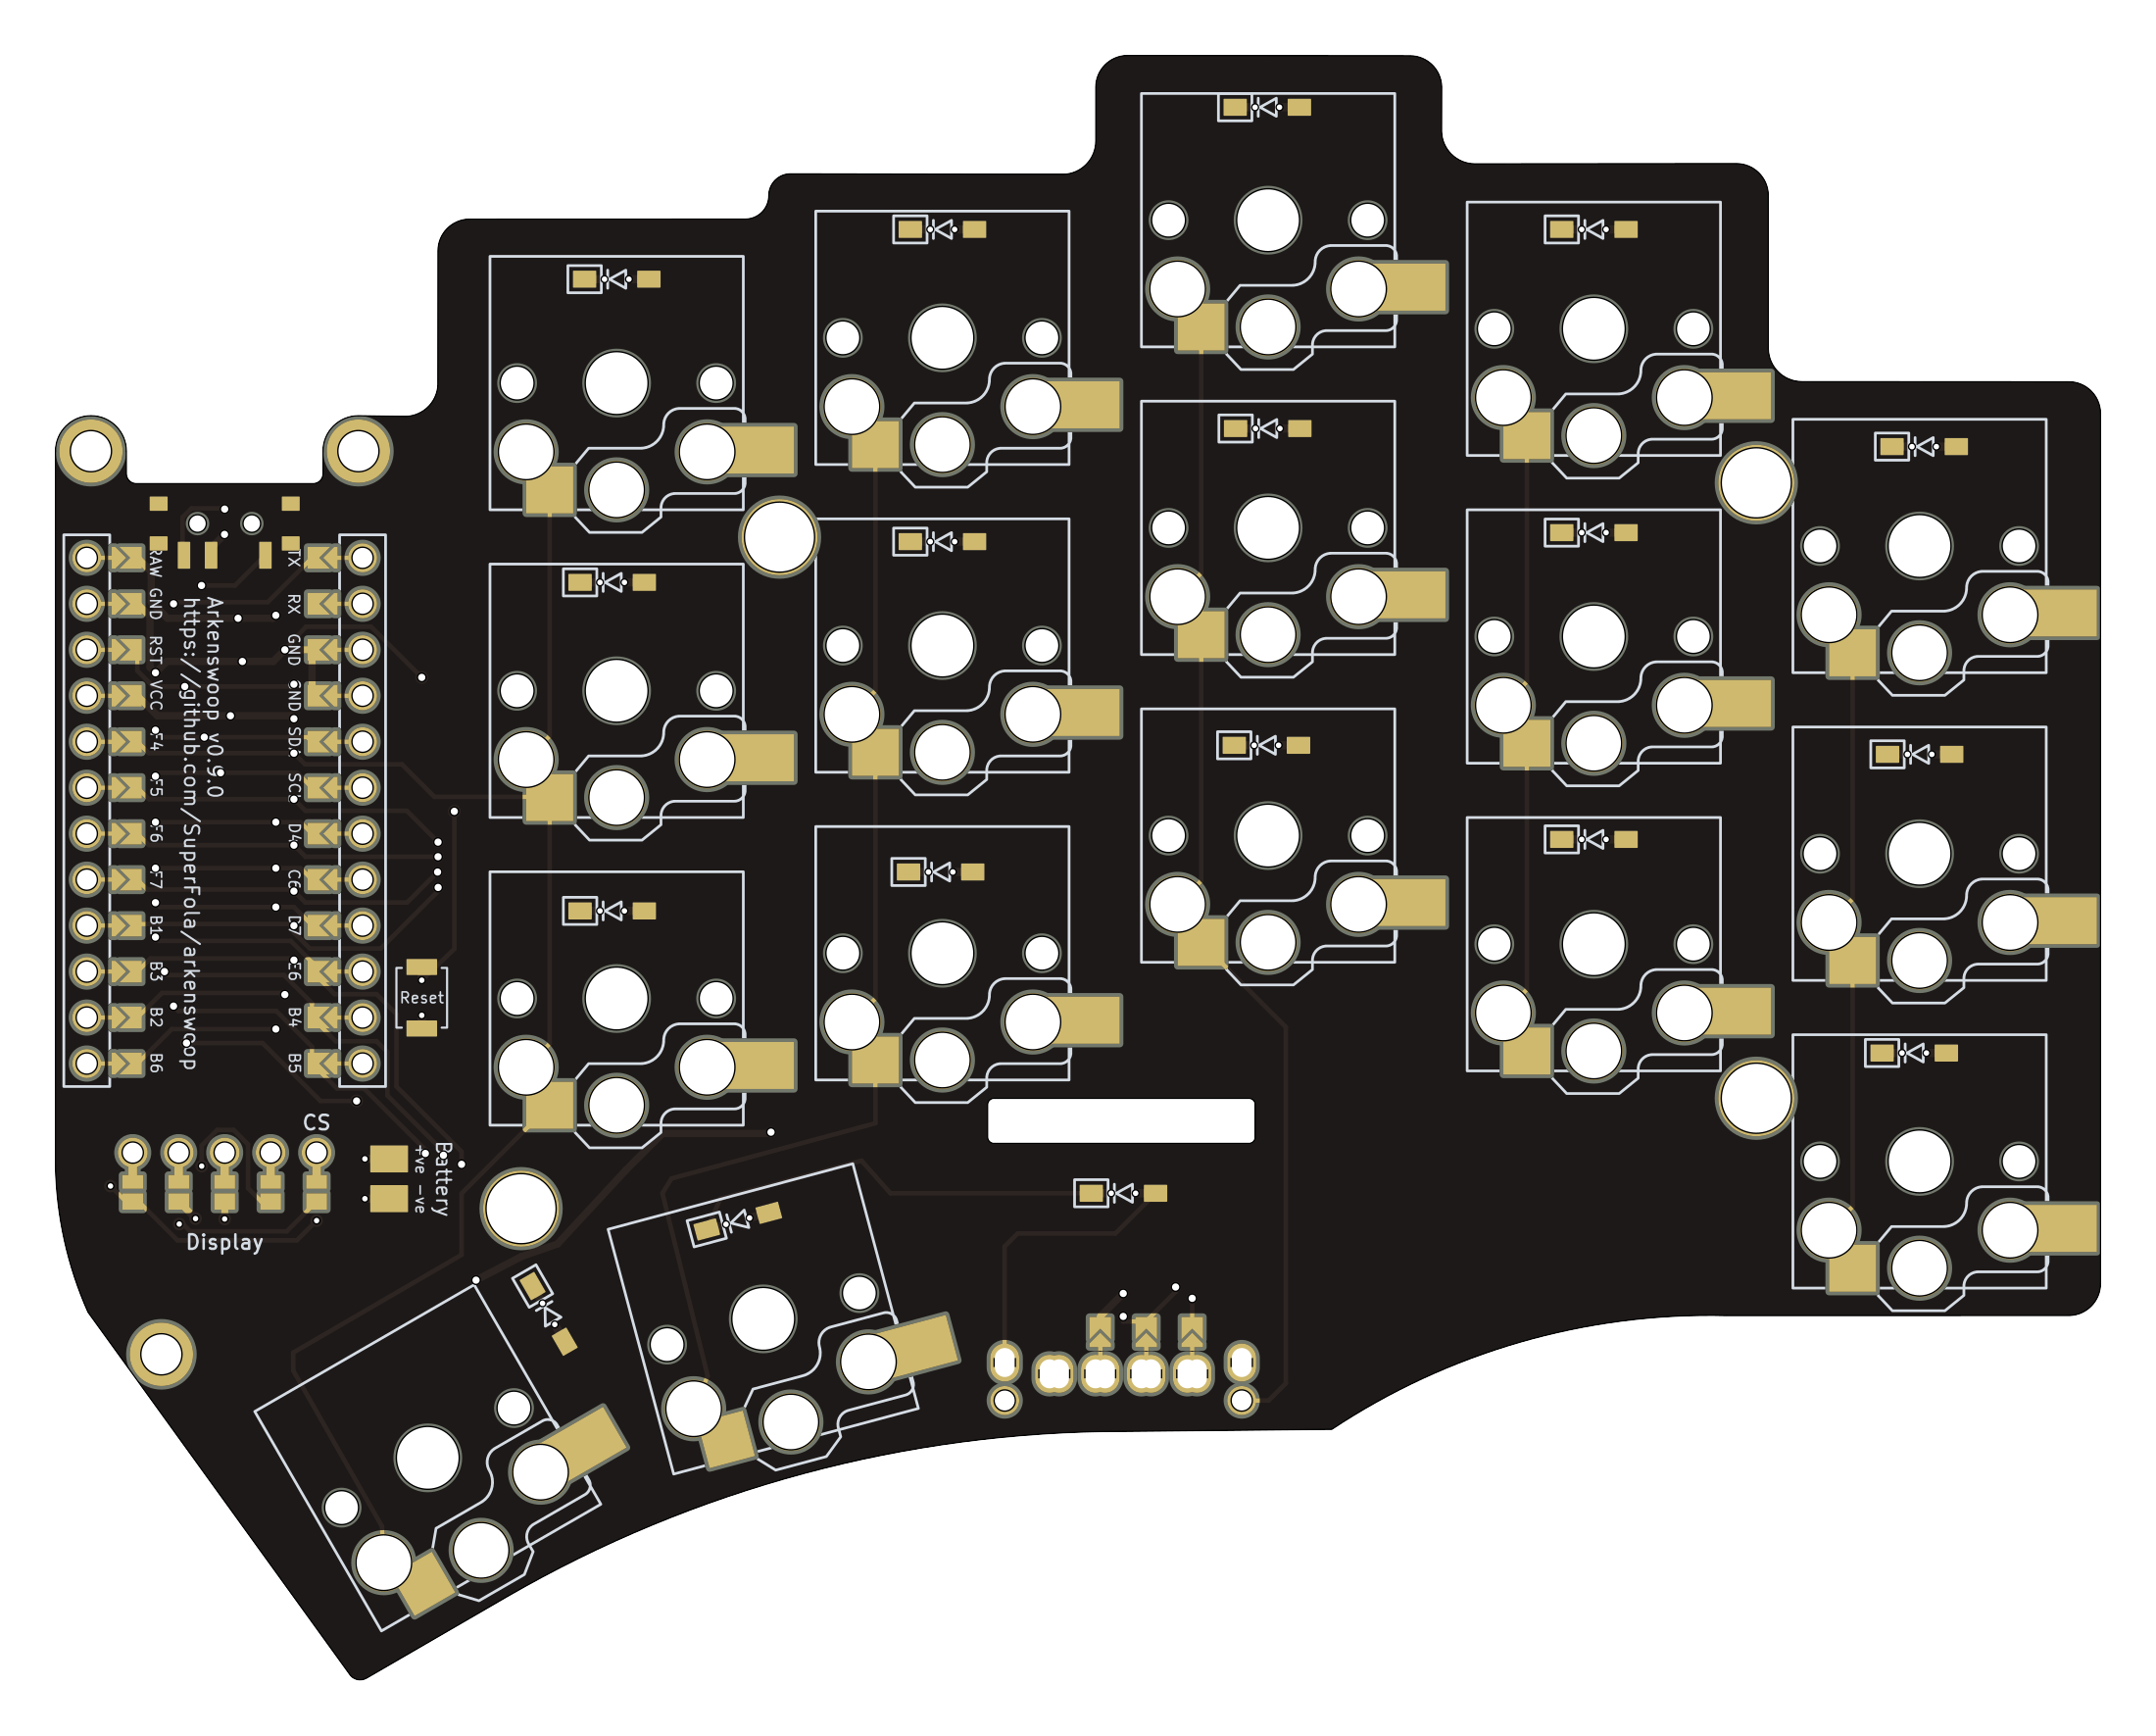 RAW
GND
RST
VCC
F4
F5
F6
F7
B1
B3
B2
B6
Arkenswoop v0.9.0
https://github.com/SuperFola/arkenswoop
TX
RX
GND
GND
SDA
SCL
D4
C6
D7
E6
B4
B5
Reset
CS
Battery
+ve -ve
Display